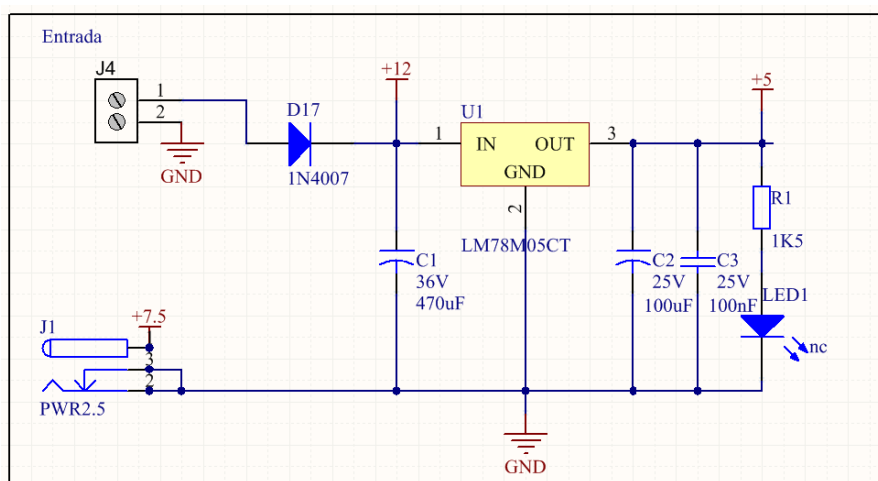 Entrada
J4
1
2
GND
D17
1N4007
+12
1
U1
IN OUT
GND
3
2
LM78M05CT
+5
C1
36V
470uF
C2
25V
100uF
C3
25V
100nF
R1
1K5
LED1
nc
J1
+7.5
3
2
PWR2.5
GND